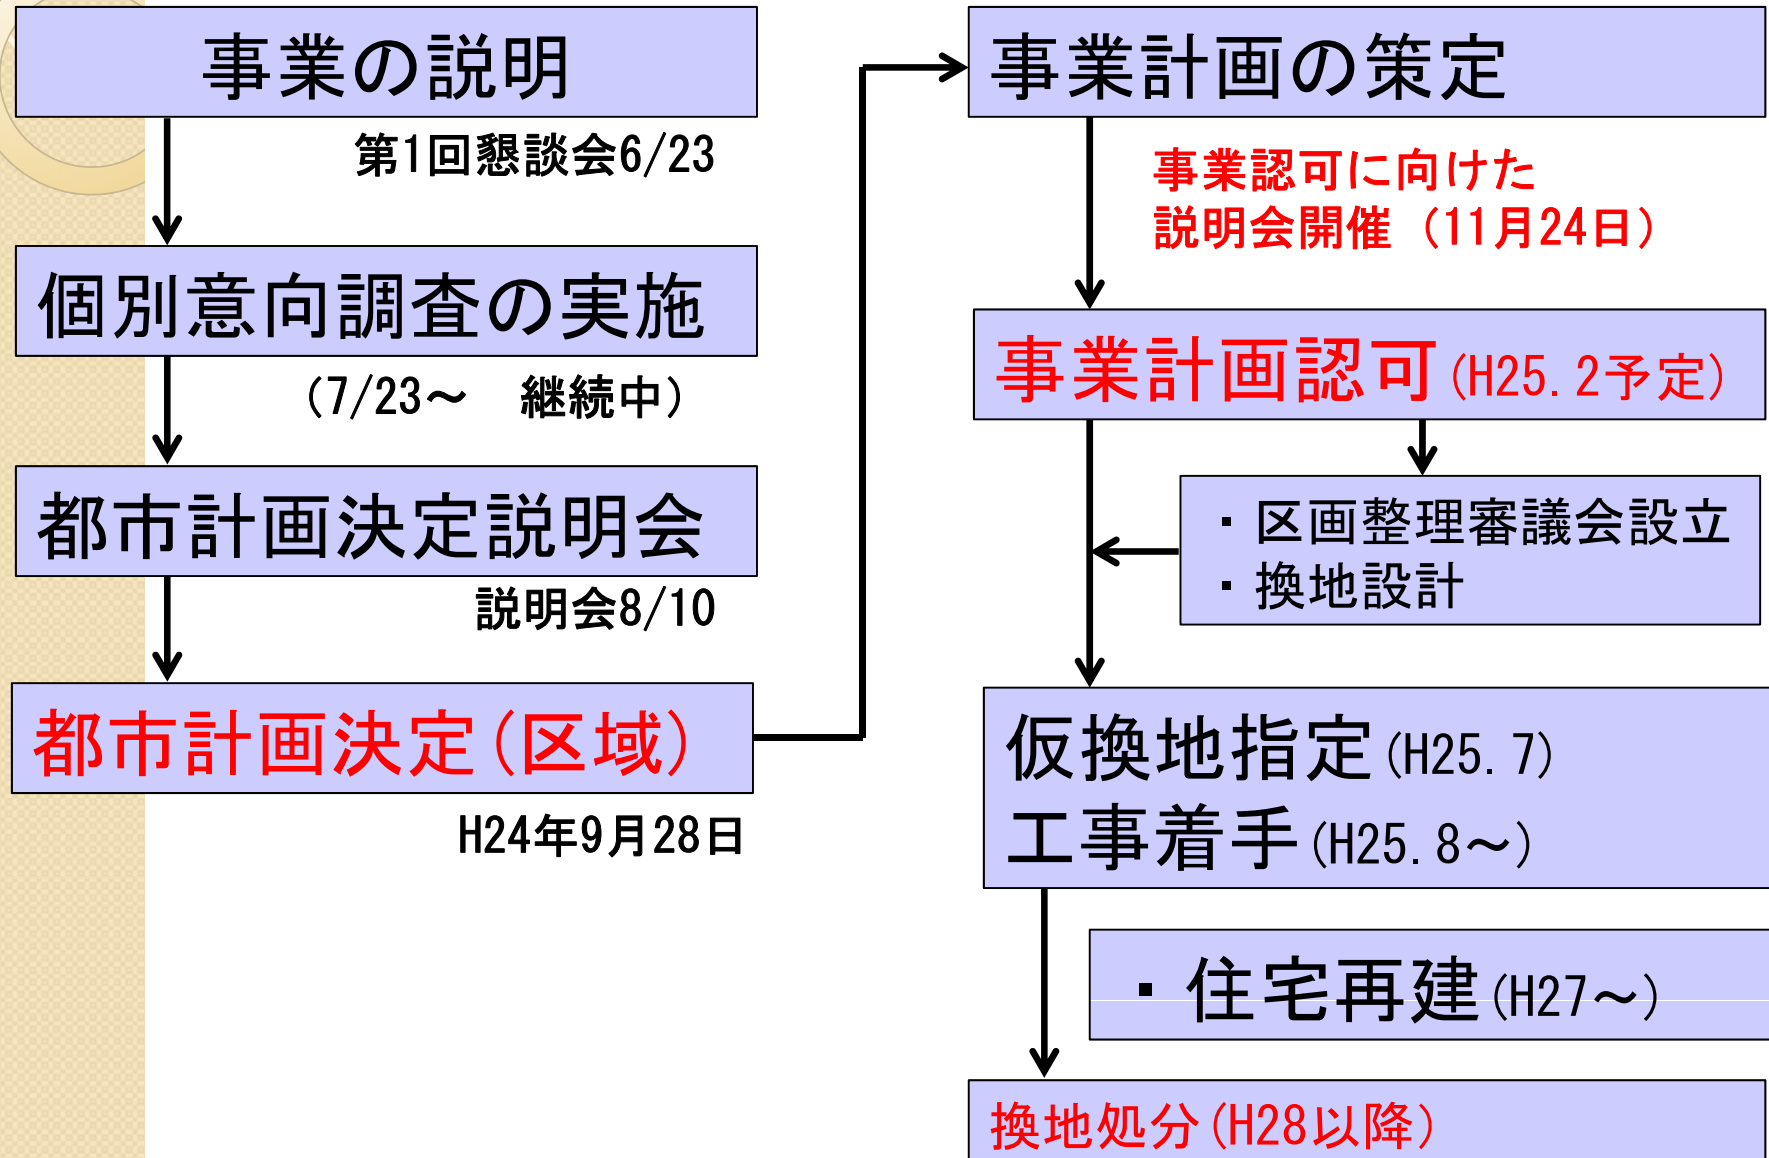 事業の説明
第1回懇談会6/23
個別意向調査の実施
(7/23～　継続中)
都市計画決定説明会
説明会8/10
都市計画決定(区域)
H24年9月28日
事業計画の策定
事業認可に向けた
説明会開催（11月24日）
事業計画認可(H25.2予定)
・区画整理審議会設立
・換地設計
仮換地指定(H25.7)
工事着手(H25.8～)
・住宅再建(H27～)
換地処分(H28以降)